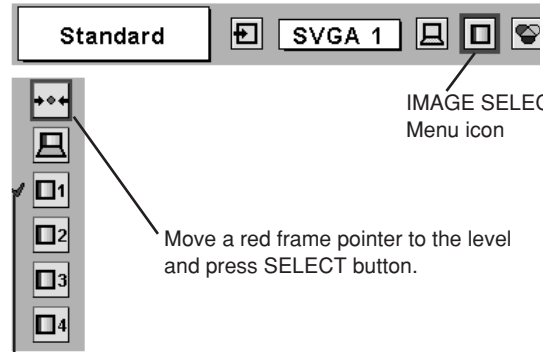 Standard
SVGA 1
IMAGE SELEC
Menu icon
1
2
Move a red frame pointer to the level
and press SELECT button.
3
4